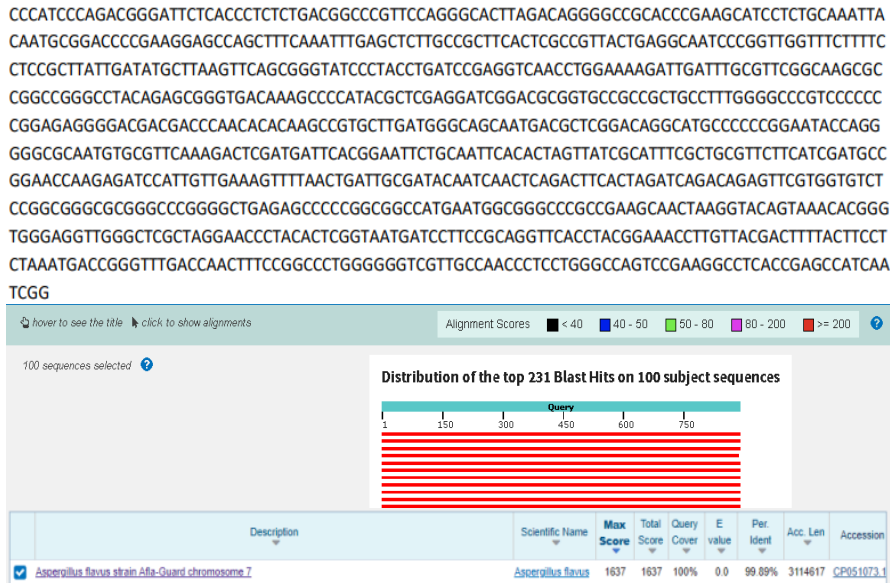 CCCATCCCAGACGGGATTCTCACCCTCTCTGACGGCCCGTTCCAGGGCACTTAGACAGGGGCCGCACCCGAAGCATCCTCTGCAAATTA
CAATGCGGACCCCGAAGGAGCCAGCTTTCAAATTTGAGCTCTTGCCGCTTCACTCGCCGTTACTGAGGCAATCCCGGTTGGTTTCTTTTC
CTCCGCTTATTGATATGCTTAAGTTCAGCGGGTATCCCTACCTGATCCGAGGTCAACCTGGAAAAGATTGATTTGCGTTCGGCAAGCGC
CGGCCGGGCCTACAGAGCGGGTGACAAAGCCCCATACGCTCGAGGATCGGACGCGGTGCCGCCGCTGCCTTTGGGGCCCGTCCCCCC
CGGAGAGGGGACGACGACCCAACACACAAGCCGTGCTTGATGGGCAGCAATGACGCTCGGACAGGCATGCCCCCCGGAATACCAGG
GGGCGCAATGTGCGTTCAAAGACTCGATGATTCACGGAATTCTGCAATTCACACTAGTTATCGCATTTCGCTGCGTTCTTCATCGATGCC
GGAACCAAGAGATCCATTGTTGAAAGTTTTAACTGATTGCGATACAATCAACTCAGACTTCACTAGATCAGACAGAGTTCGTGGTGTCT
CCGGCGGGCGCGGGCCCGGGGCTGAGAGCCCCCGGCGGCCATGAATGGCGGGCCCGCCGAAGCAACTAAGGTACAGTAAACACGGG
TGGGAGGTTGGGCTCGCTAGGAACCCTACACTCGGTAATGATCCTTCCGCAGGTTCACCTACGGAAACCTTGTTACGACTTTTACTTCCT
CTAAATGACCGGGTTTGACCAACTTTCCGGCCCTGGGGGGTCGTTGCCAACCCTCCTGGGCCAGTCCGAAGGCCTCACCGAGCCATCAA
TCGG
hover to see the title click to show alignments Alignment Scores < 40 40 - 50 50 - 80 80 - 200 >= 200 ?
100 sequences selected ?
Distribution of the top 231 Blast Hits on 100 subject sequences
Query
1 150 300 450 600 750
Description Scientific Name Max Score Total Score Query Cover E value Per. Ident Acc. Len Accession
Aspergillus flavus strain Afla-Guard chromosome 7 Aspergillus flavus 1637 1637 100% 0.0 99.89% 3114617 CP051073.1